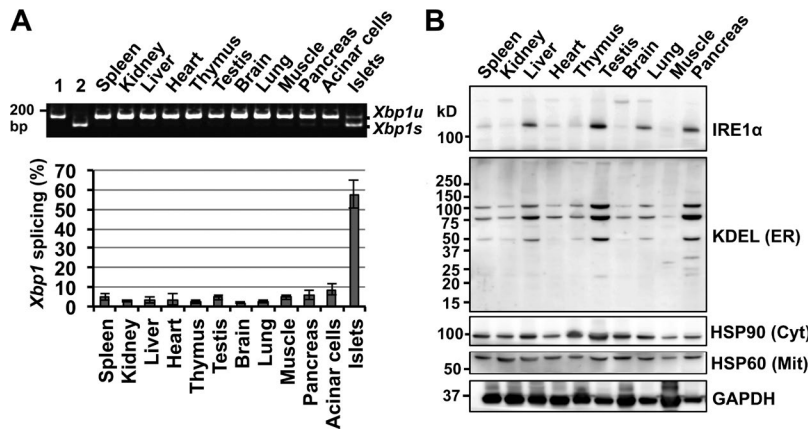 A
1 2 Spleen Kidney Liver Heart Thymus Testis Brain Lung Muscle Pancreas Acinar cells Islets
200
bp
Xbp1u
Xbp1s
Xbp1 splicing (%)
70
60
50
40
30
20
10
0
Spleen Kidney Liver Heart Thymus Testis Brain Lung Muscle Pancreas Acinar cells Islets
B
Spleen Kidney Liver Heart Thymus Testis Brain Lung Muscle Pancreas
kD
100
IRE1α
250
150
100
75
50
37
25
20
15
KDEL (ER)
100
HSP90 (Cyt)
50
HSP60 (Mit)
37
GAPDH